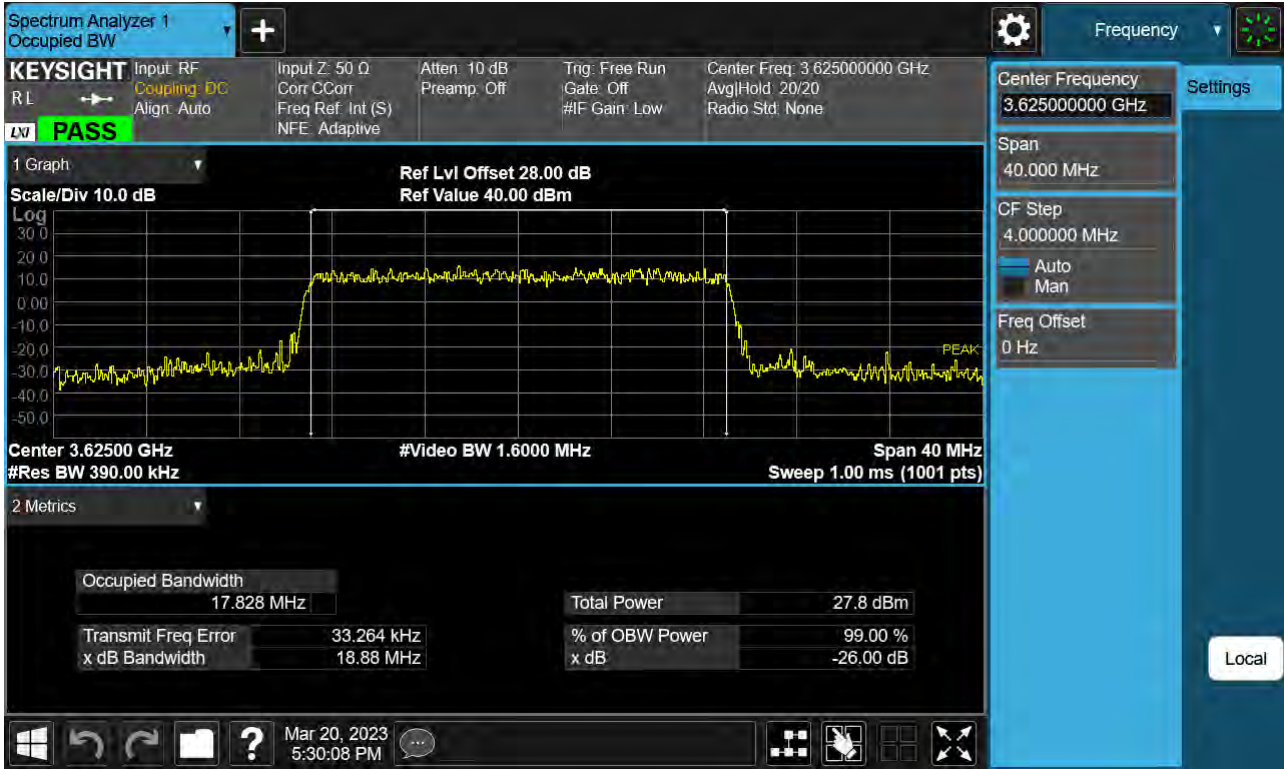 Spectrum Analyzer 1
Occupied BW
Frequency
KEYSIGHT
RL
LXI PASS
Input: RF
Coupling: DC
Align: Auto
Input Z: 50 Ω
Corr CCorr
Freq Ref: Int (S)
NFE: Adaptive
Atten: 10 dB
Preamp: Off
Trig: Free Run
Gate: Off
#IF Gain: Low
Center Freq: 3.625000000 GHz
Avg|Hold: 20/20
Radio Std: None
Center Frequency
3.625000000 GHz
Settings
Span
40.000 MHz
CF Step
4.000000 MHz
Auto
Man
Freq Offset
0 Hz
Local
1 Graph
Scale/Div 10.0 dB
Ref Lvl Offset 28.00 dB
Ref Value 40.00 dBm
Log
30.0
20.0
10.0
0.00
-10.0
-20.0
-30.0
-40.0
-50.0
PEAK
Center 3.62500 GHz
#Video BW 1.6000 MHz
Span 40 MHz
#Res BW 390.00 kHz
Sweep 1.00 ms (1001 pts)
2 Metrics
Occupied Bandwidth
17.828 MHz
Total Power 27.8 dBm
Transmit Freq Error 33.264 kHz
% of OBW Power 99.00 %
x dB Bandwidth 18.88 MHz
x dB -26.00 dB
?
Mar 20, 2023
5:30:08 PM